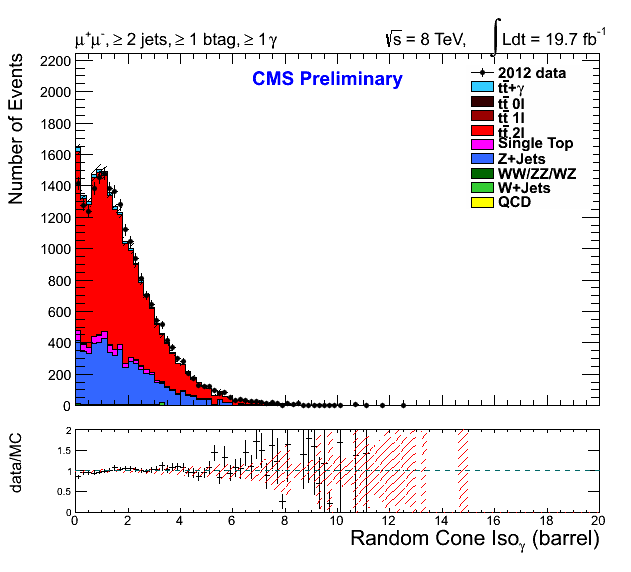 μ⁺μ⁻, ≥ 2 jets, ≥ 1 btag, ≥ 1 γ
√s = 8 TeV, ∫ Ldt = 19.7 fb⁻¹
CMS Preliminary
2012 data
tt̄+γ
tt̄ 0l
tt̄ 1l
tt̄ 2l
Single Top
Z+Jets
WW/ZZ/WZ
W+Jets
QCD
Number of Events
2200
2000
1800
1600
1400
1200
1000
800
600
400
200
0
data/MC
2
1.5
1
0.5
0
0 2 4 6 8 10 12 14 16 18 20
Random Cone Isoᵧ (barrel)